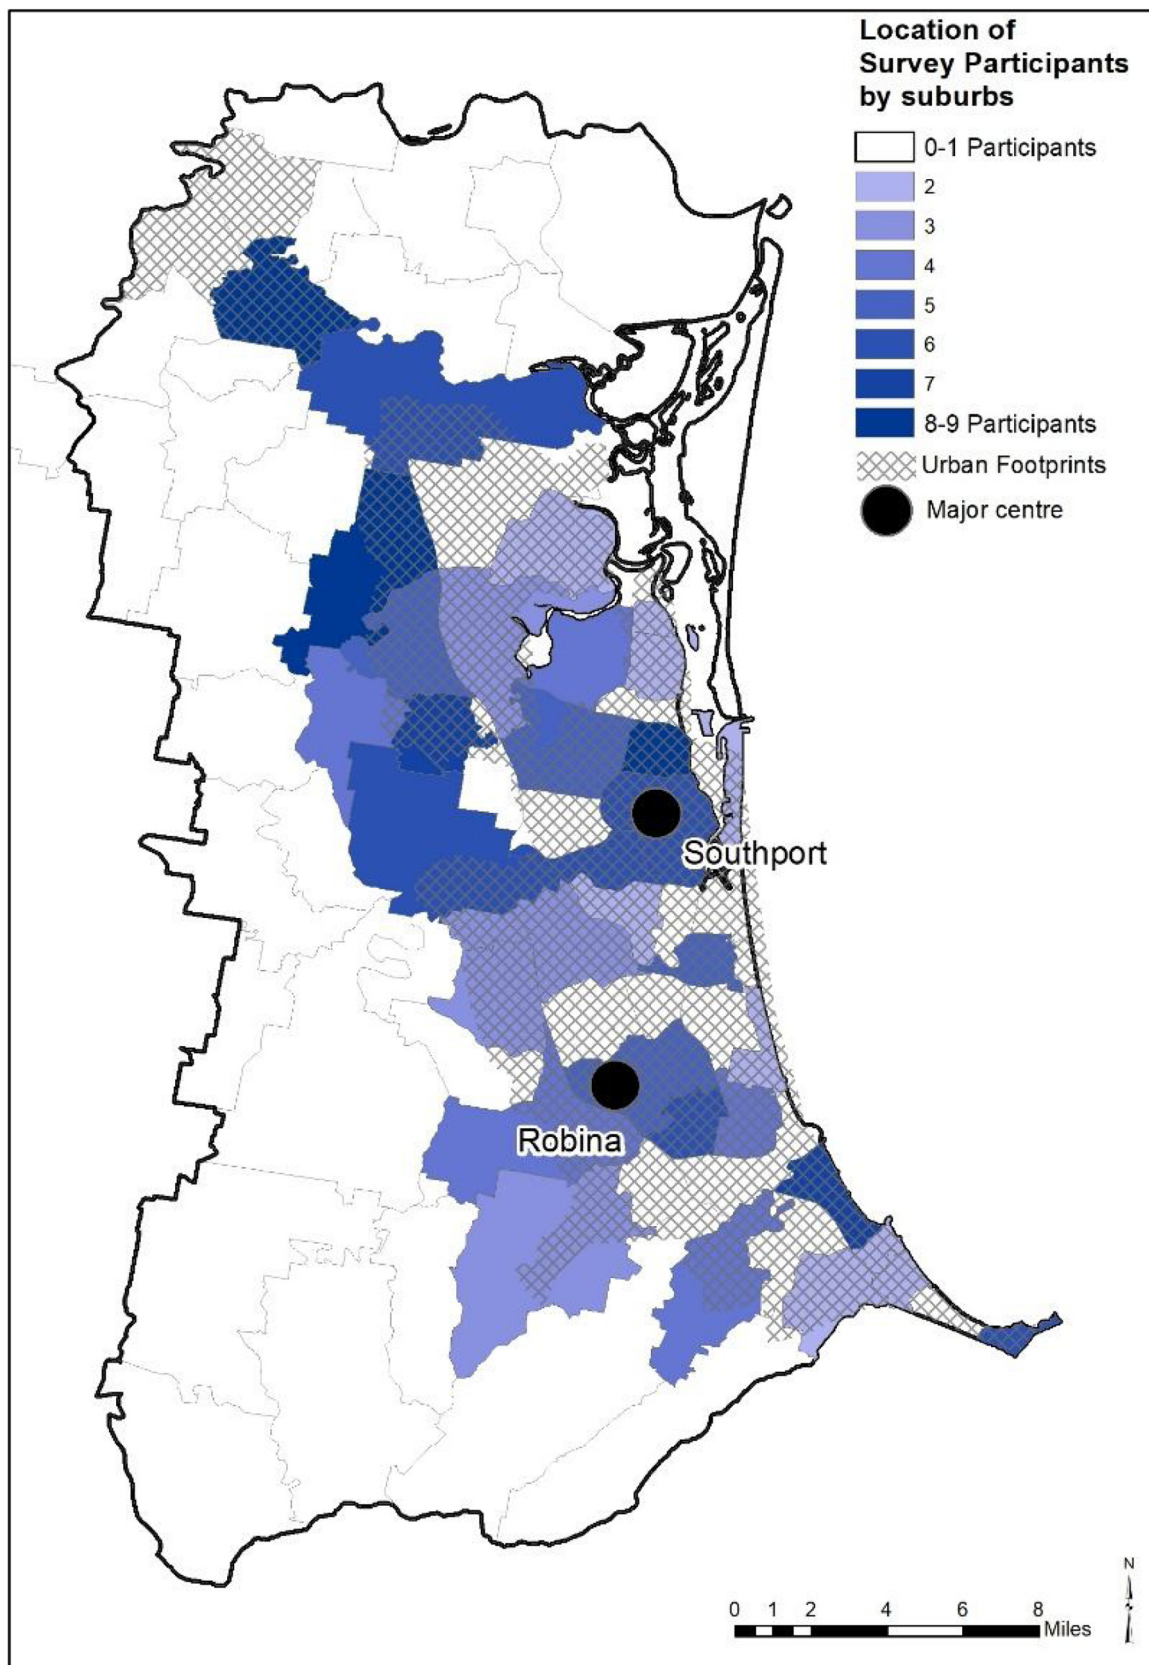 Location of
Survey Participants
by suburbs
0-1 Participants
2
3
4
5
6
7
8-9 Participants
Urban Footprints
Major centre
Southport
Robina
N
0 1 2 4 6 8
Miles